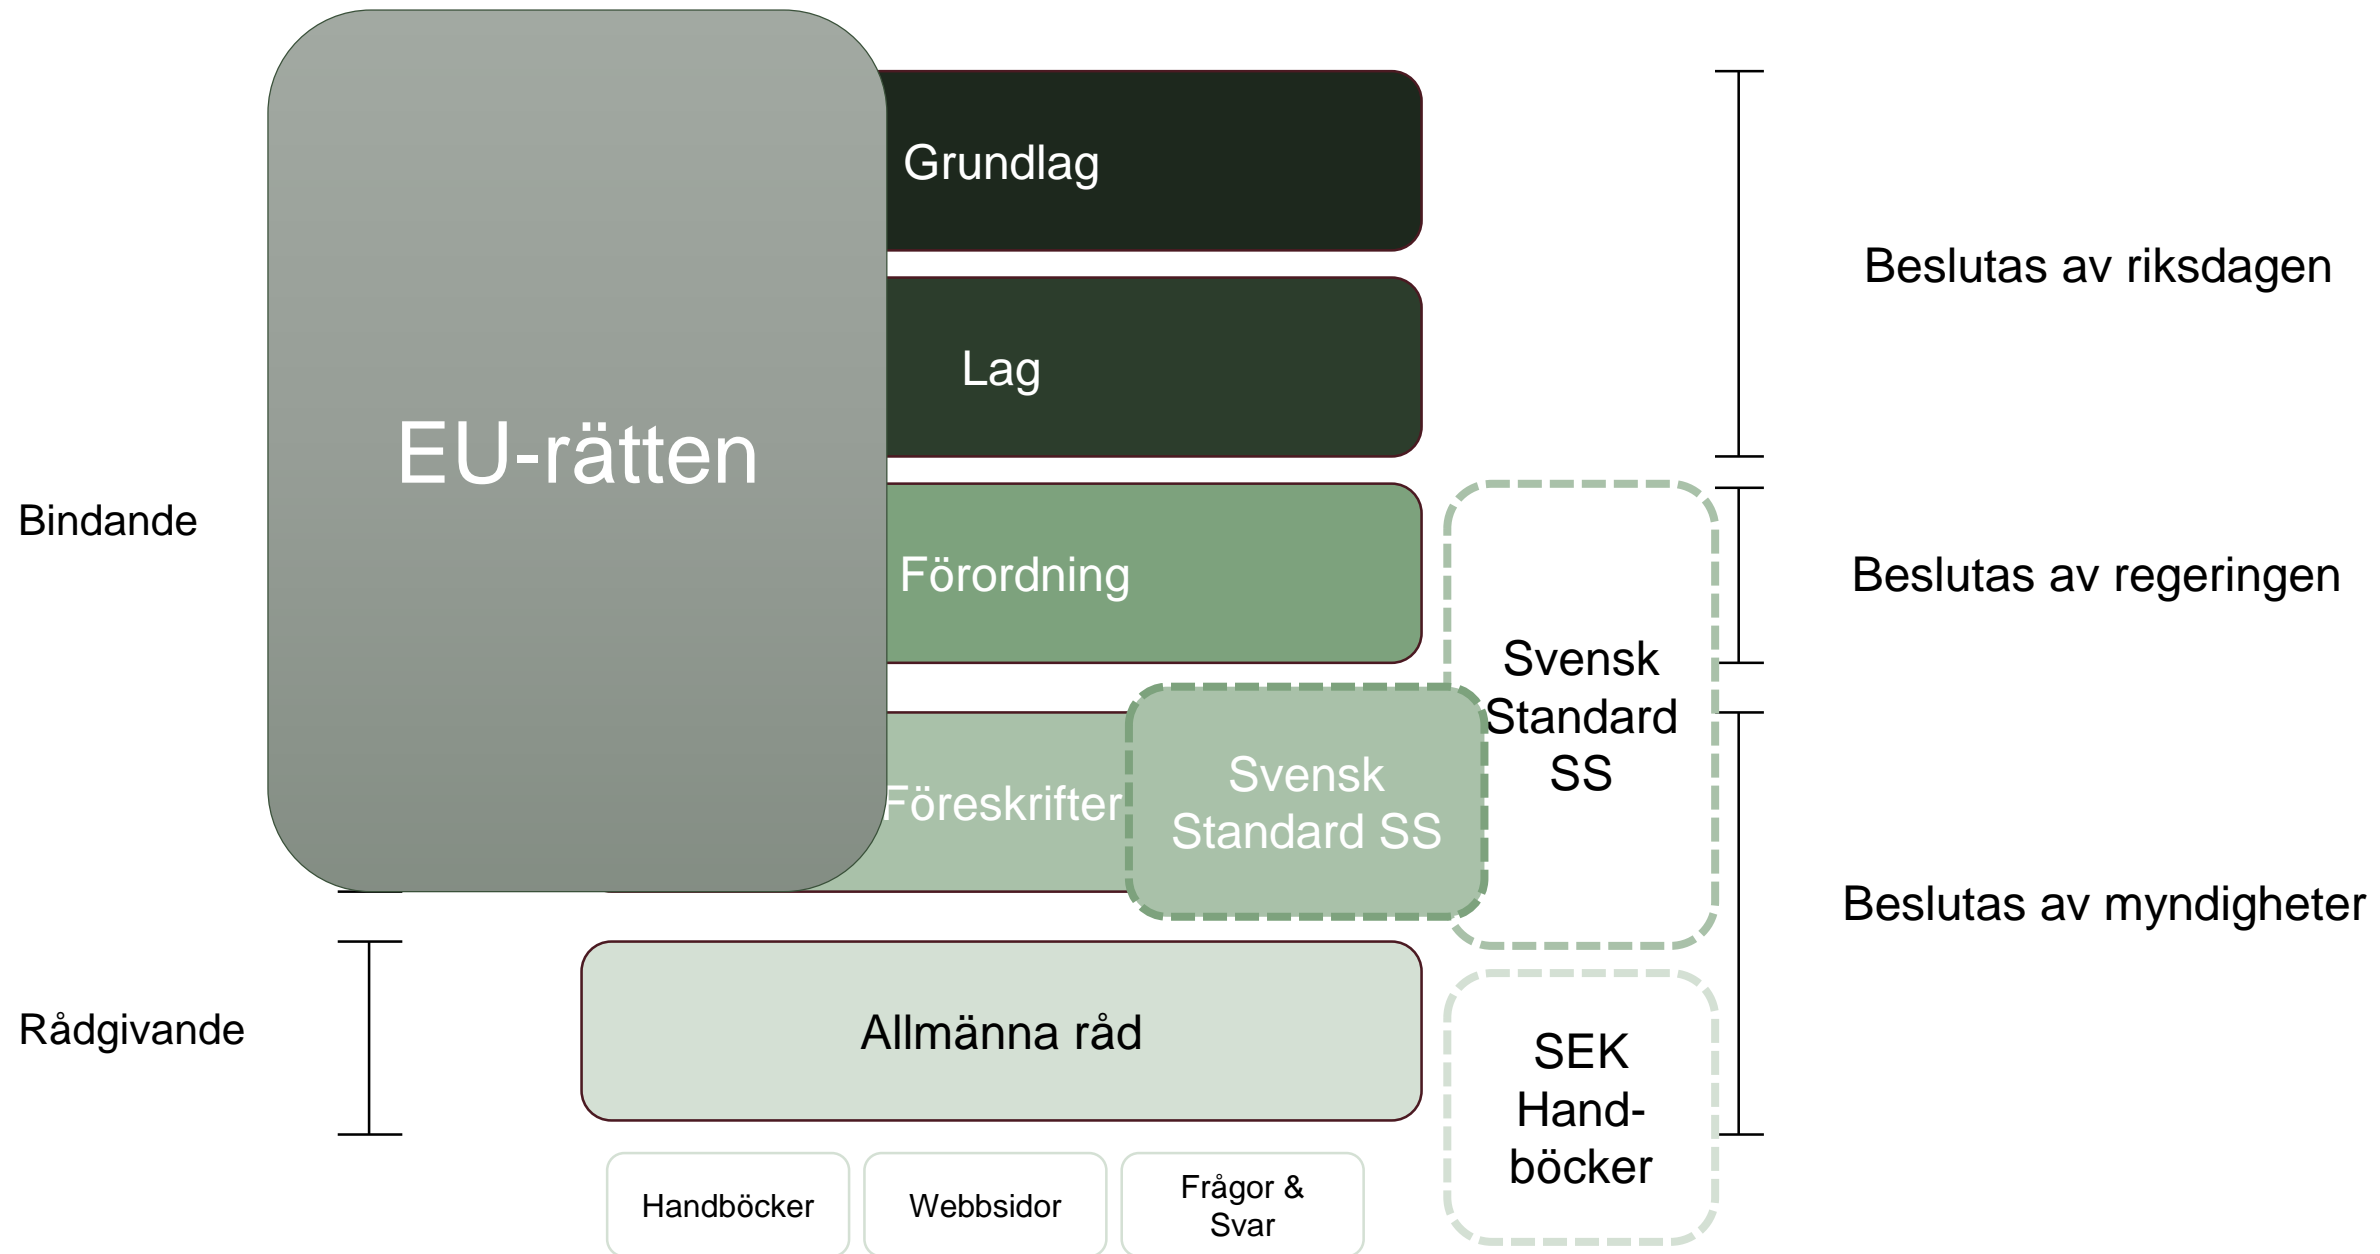 Grundlag
Beslutas av riksdagen
Lag
EU-rätten
Bindande
Förordning
Beslutas av regeringen
Svensk
Standard
SS
Föreskrifter
Svensk
Standard SS
Beslutas av myndigheter
Rådgivande
Allmänna råd
SEK
Hand-
böcker
Handböcker
Webbsidor
Frågor &
Svar